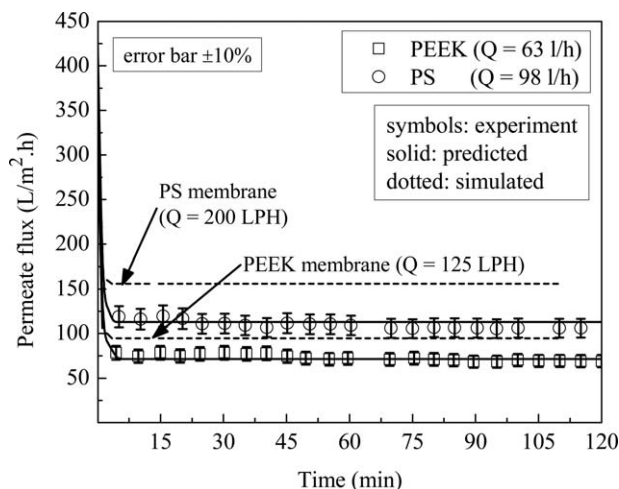 450
400
350
300
250
200
150
100
50
error bar ±10%
PEEK (Q = 63 l/h)
PS (Q = 98 l/h)
symbols: experiment
solid: predicted
dotted: simulated
PS membrane
(Q = 200 LPH)
PEEK membrane (Q = 125 LPH)
Permeate flux (L/m².h)
15 30 45 60 75 90 105 120
Time (min)